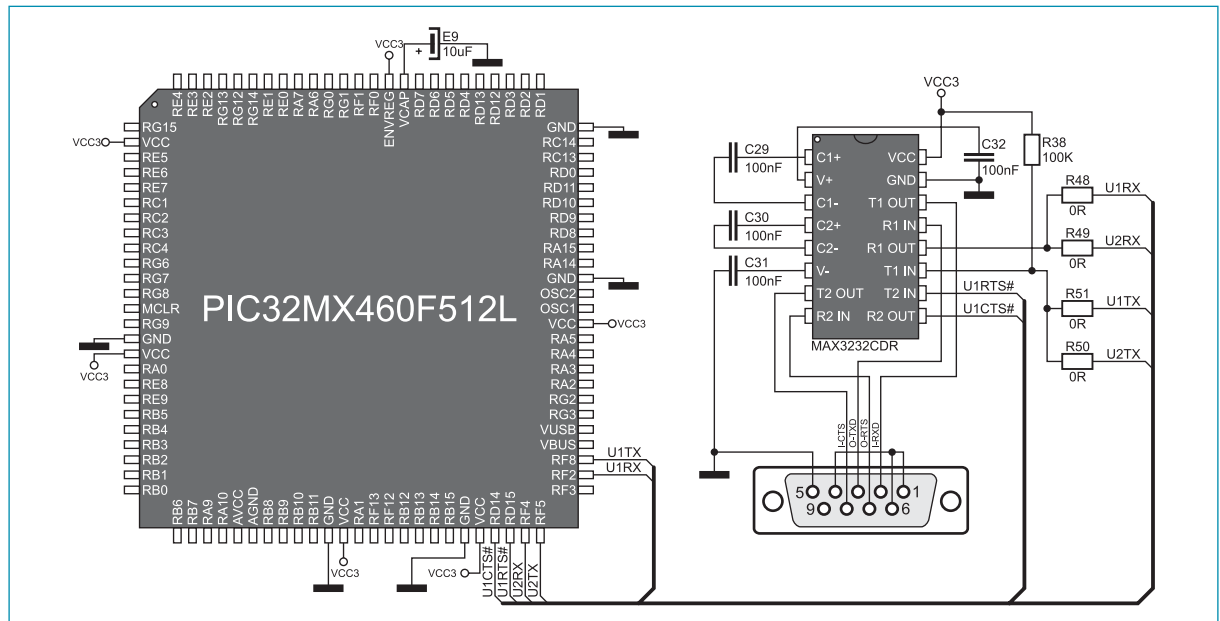 VCC3
E9
10uF
+
RE4
RE3
RE2
RG13
RG12
RG14
RE1
RE0
RA7
RA6
RG0
RG1
RF1
RF0
ENVREG
VCAP
RD7
RD6
RD5
RD4
RD13
RD12
RD3
RD2
RD1
RG15
VCC3
VCC
RE5
RE6
RE7
RC1
RC2
RC3
RC4
RG6
RG7
RG8
MCLR
RG9
GND
VCC
VCC3
RA0
RE8
RE9
RB5
RB4
RB3
RB2
RB1
RB0
PIC32MX460F512L
GND
RC14
RC13
RD0
RD11
RD10
RD9
RD8
RA15
RA14
GND
OSC2
OSC1
VCC
VCC3
RA5
RA4
RA3
RA2
RG2
RG3
VUSB
VBUS
RF8
U1TX
RF2
U1RX
RF3
RB6
RB7
RA9
RA10
AVCC
AGND
RB8
RB9
RB10
RB11
GND
VCC
RA1
RF13
RF12
RB12
RB13
RB14
RB15
GND
VCC
RD14
RD15
RF4
RF5
VCC3
VCC3
U1CTS#
U1RTS#
U2RX
U2TX
VCC3
C29
100nF
C30
100nF
C31
100nF
C32
100nF
R38
100K
C1+
V+
C1-
C2+
C2-
V-
T2 OUT
R2 IN
VCC
GND
T1 OUT
R1 IN
R1 OUT
T1 IN
T2 IN
R2 OUT
MAX3232CDR
U1RTS#
U1CTS#
R48
U1RX
0R
R49
U2RX
0R
R51
U1TX
0R
R50
U2TX
0R
I-CTS
O-TXD
O-RTS
I-RXD
5
1
9
6